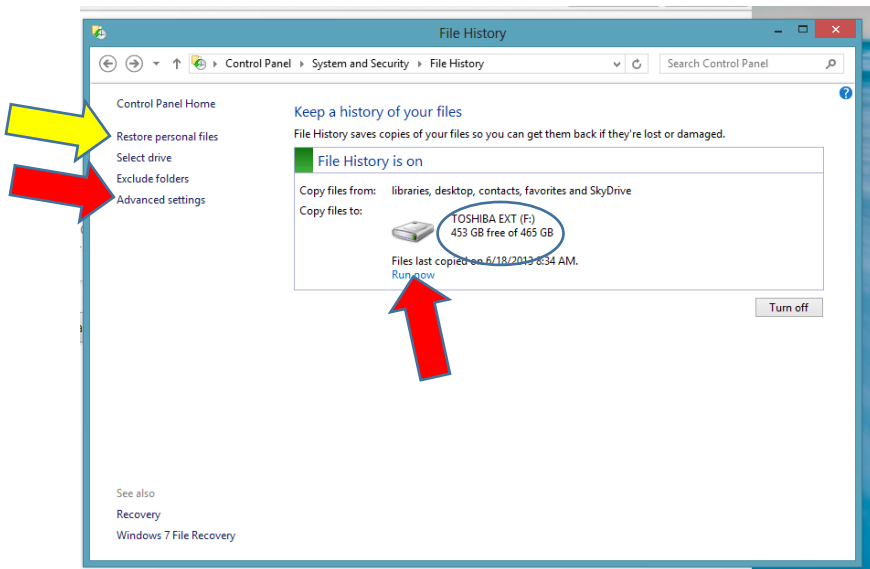 File History
Control Panel System and Security File History
Search Control Panel
Control Panel Home
Restore personal files
Select drive
Exclude folders
Advanced settings
Keep a history of your files
File History saves copies of your files so you can get them back if they're lost or damaged.
File History is on
Copy files from: libraries, desktop, contacts, favorites and SkyDrive
Copy files to:
TOSHIBA EXT (F:)
453 GB free of 465 GB
Files last copied on 6/18/2013 8:34 AM.
Run now
Turn off
See also
Recovery
Windows 7 File Recovery